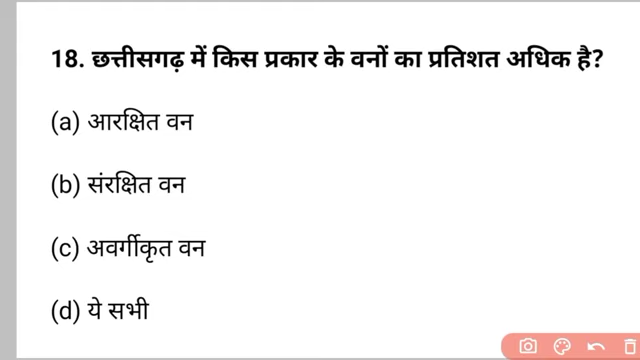 18. छत्तीसगढ़ में किस प्रकार के वनों का प्रतिशत अधिक है?
(a) आरक्षित वन
(b) संरक्षित वन
(c) अवर्गीकृत वन
(d) ये सभी